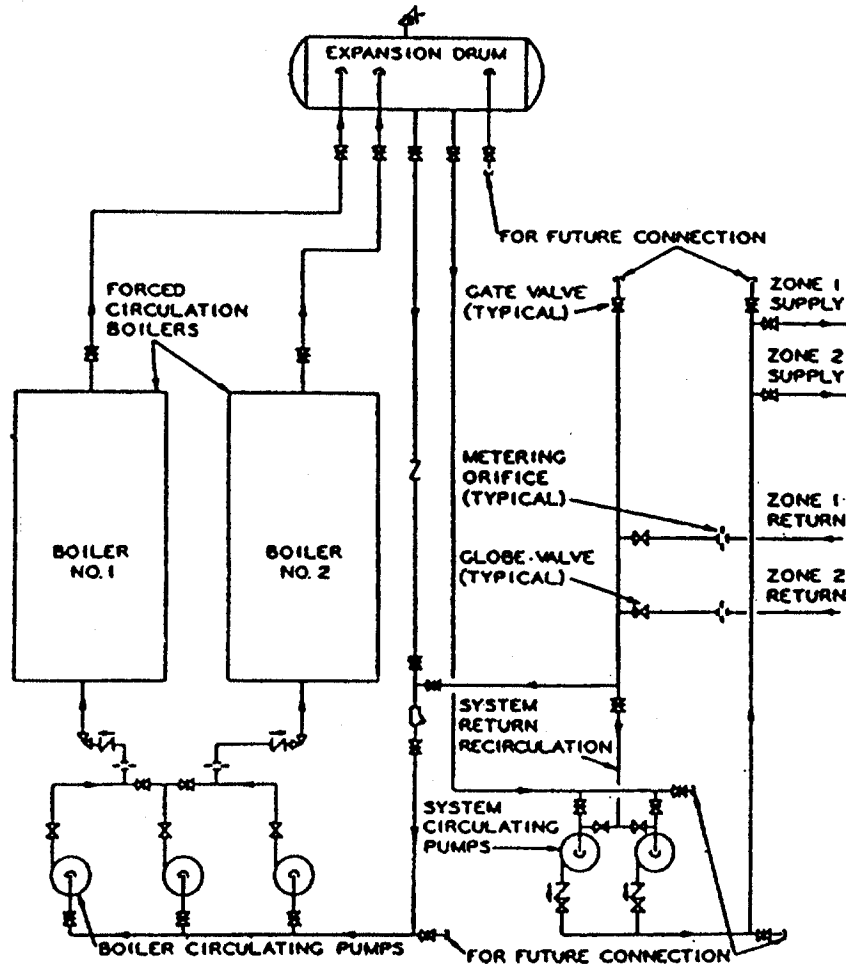 EXPANSION DRUM
FOR FUTURE CONNECTION
FORCED
CIRCULATION
BOILERS
GATE VALVE
(TYPICAL)
ZONE 1
SUPPLY
ZONE 2
SUPPLY
METERING
ORIFICE
(TYPICAL)
ZONE 1
RETURN
BOILER
NO. 1
BOILER
NO. 2
GLOBE-VALVE
(TYPICAL)
ZONE 2
RETURN
SYSTEM
RETURN
RECIRCULATION
SYSTEM
CIRCULATING
PUMPS
BOILER CIRCULATING PUMPS
FOR FUTURE CONNECTION